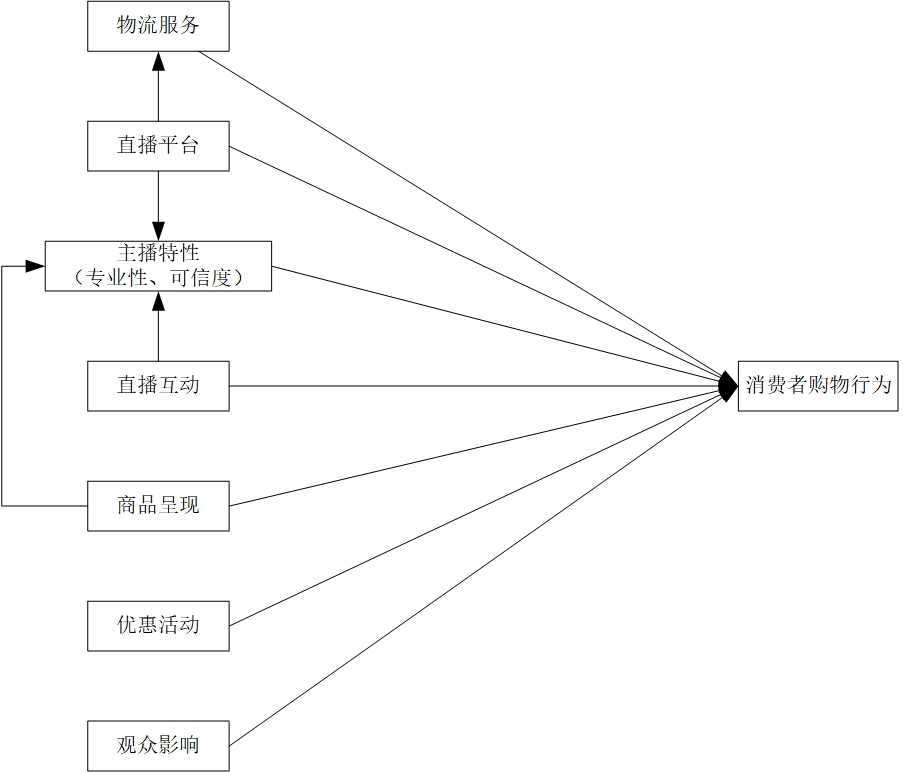 物流服务
直播平台
主播特性
（专业性、可信度）
直播互动
消费者购物行为
商品呈现
优惠活动
观众影响